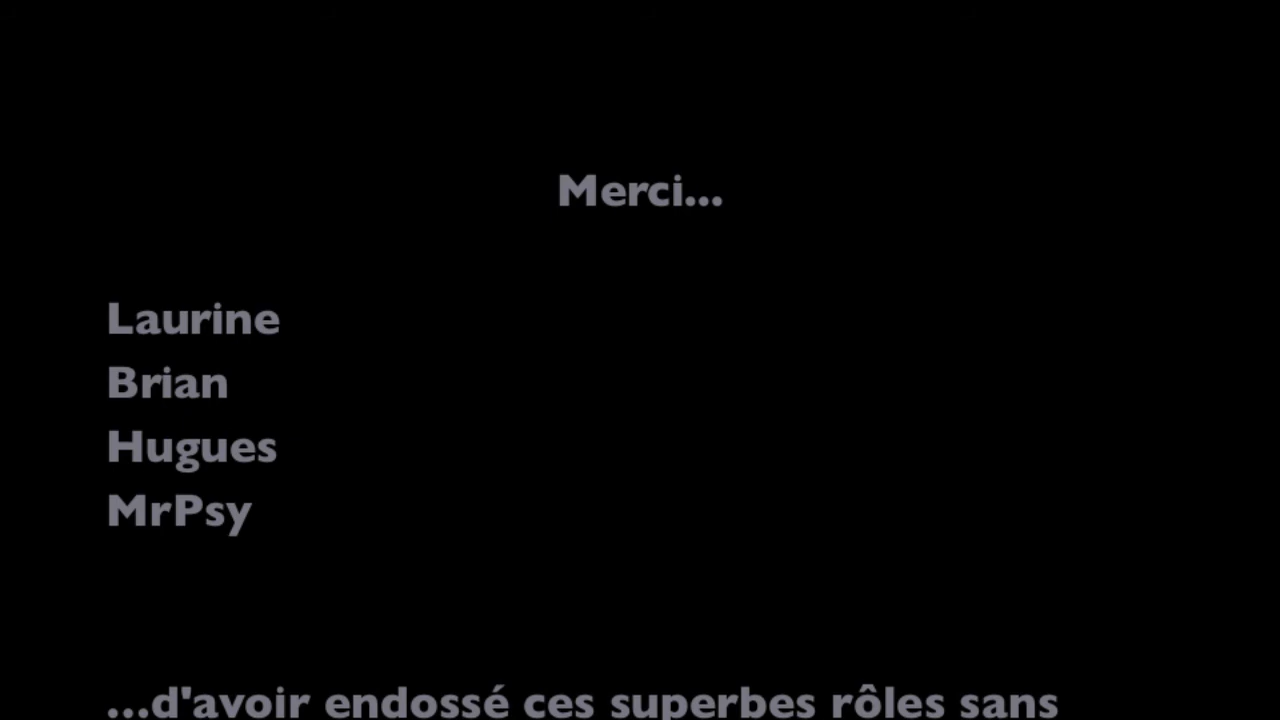 Merci...
Laurine
Brian
Hugues
MrPsy
...d'avoir endossé ces superbes rôles sans